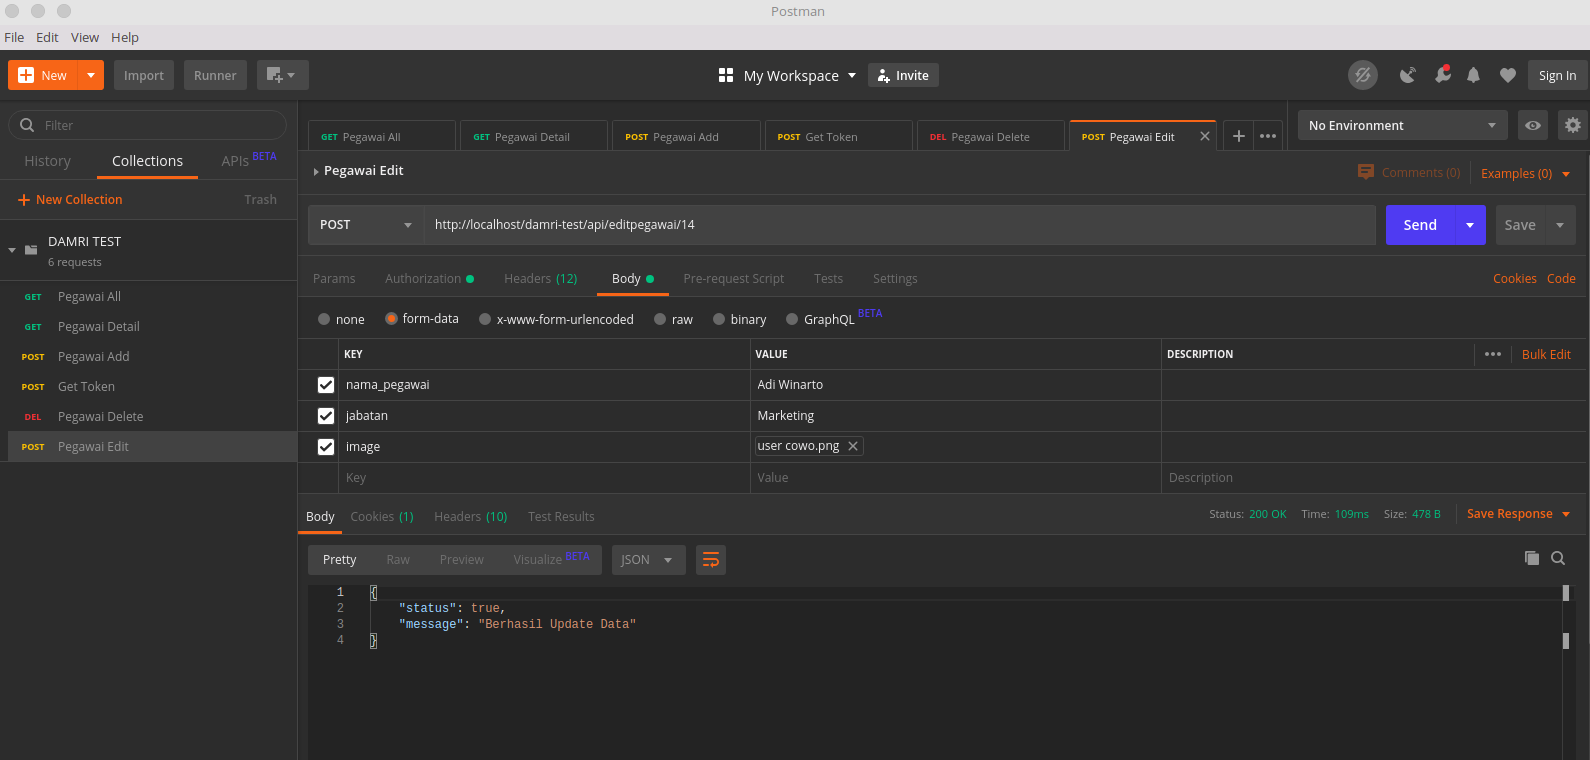 Postman
File Edit View Help
New Import Runner My Workspace Invite Sign In
Filter
History Collections APIs BETA
New Collection Trash
DAMRI TEST
6 requests
GET Pegawai All
GET Pegawai Detail
POST Pegawai Add
POST Get Token
DEL Pegawai Delete
POST Pegawai Edit
GET Pegawai All GET Pegawai Detail POST Pegawai Add POST Get Token DEL Pegawai Delete POST Pegawai Edit No Environment
Pegawai Edit Comments (0) Examples (0)
POST http://localhost/damri-test/api/editpegawai/14 Send Save
Params Authorization Headers (12) Body Pre-request Script Tests Settings Cookies Code
none form-data x-www-form-urlencoded raw binary GraphQL BETA
KEY VALUE DESCRIPTION Bulk Edit
nama_pegawai Adi Winarto
jabatan Marketing
image user cowo.png
Key Value Description
Body Cookies (1) Headers (10) Test Results Status: 200 OK Time: 109ms Size: 478 B Save Response
Pretty Raw Preview Visualize BETA JSON
1 {
2 "status": true,
3 "message": "Berhasil Update Data"
4 }